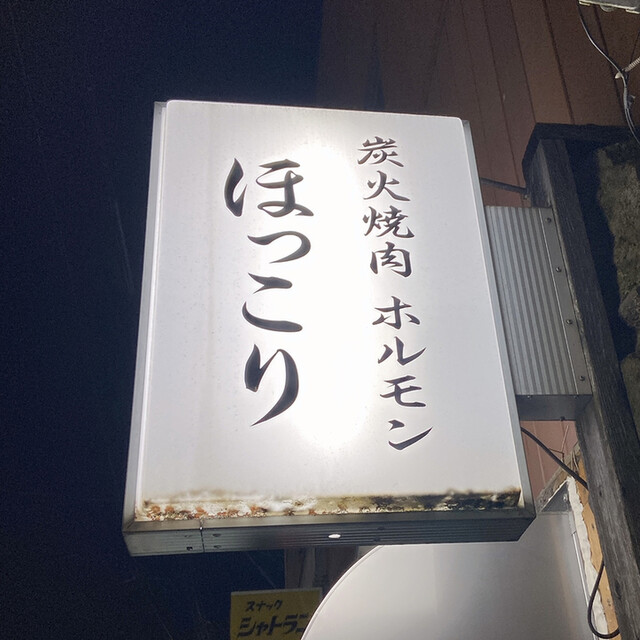 炭火焼肉 ホルモン
ほっこり
スナック